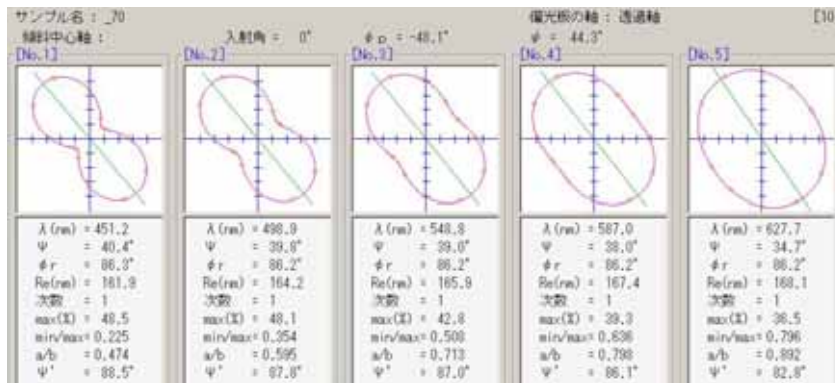 サンプル名 : _70 偏光板の軸 : 透過軸 [10
傾斜中心軸 : 入射角 = 0° φp = -48.1° ψ = 44.3°
[No.1] [No.2] [No.3] [No.4] [No.5]
λ(nm) = 451.2 λ(nm) = 498.9 λ(nm) = 548.8 λ(nm) = 587.0 λ(nm) = 627.7
Ψ = 40.4° Ψ = 39.8° Ψ = 39.0° Ψ = 38.0° Ψ = 34.7°
φr = 86.3° φr = 86.2° φr = 86.2° φr = 86.2° φr = 86.2°
Re(nm) = 161.9 Re(nm) = 164.2 Re(nm) = 165.9 Re(nm) = 167.4 Re(nm) = 168.1
次数 = 1 次数 = 1 次数 = 1 次数 = 1 次数 = 1
max(%) = 48.5 max(%) = 48.1 max(%) = 42.8 max(%) = 39.3 max(%) = 36.5
min/max = 0.225 min/max = 0.354 min/max = 0.508 min/max = 0.636 min/max = 0.796
a/b = 0.474 a/b = 0.595 a/b = 0.713 a/b = 0.798 a/b = 0.892
Ψ' = 88.5° Ψ' = 87.8° Ψ' = 87.0° Ψ' = 86.1° Ψ' = 82.8°